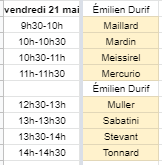 vendredi 21 mai Émilien Durif
9h30-10h Maillard
10h-10h30 Mardin
10h30-11h Meissirel
11h-11h30 Mercurio
Émilien Durif
12h30-13h Muller
13h-13h30 Sabatini
13h30-14h Stevant
14h-14h30 Tonnard